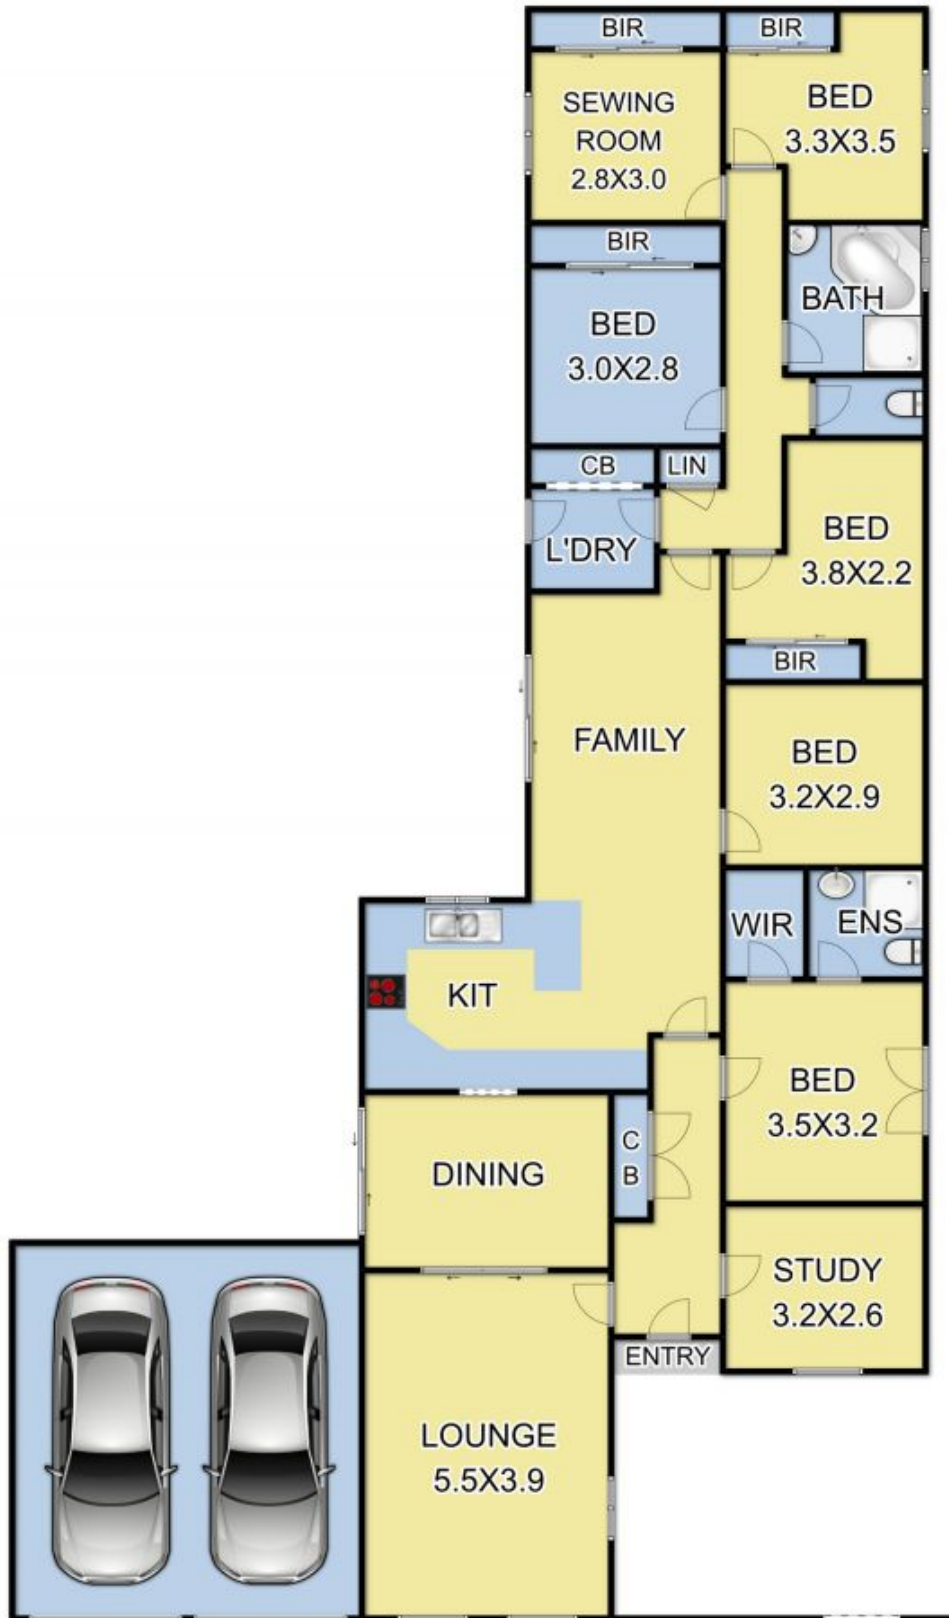 BIR
BIR
SEWING
ROOM
2.8X3.0
BED
3.3X3.5
BIR
BED
3.0X2.8
BATH
CB
LIN
L'DRY
BED
3.8X2.2
BIR
FAMILY
BED
3.2X2.9
WIR
ENS
KIT
BED
3.5X3.2
C
B
DINING
STUDY
3.2X2.6
ENTRY
LOUNGE
5.5X3.9